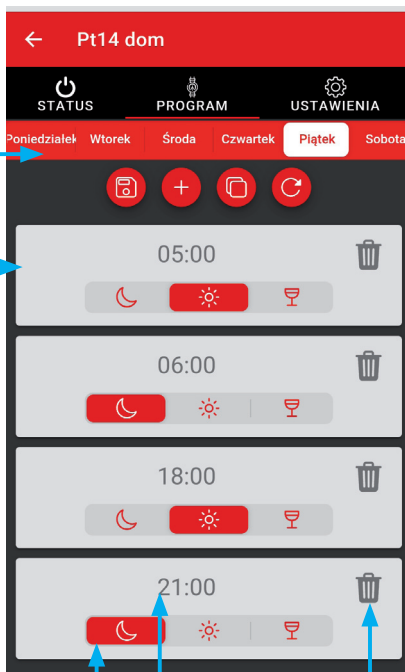 Pt14 dom
STATUS PROGRAM USTAWIENIA
Poniedziałek Wtorek Środa Czwartek Piątek Sobota
05:00
06:00
18:00
21:00